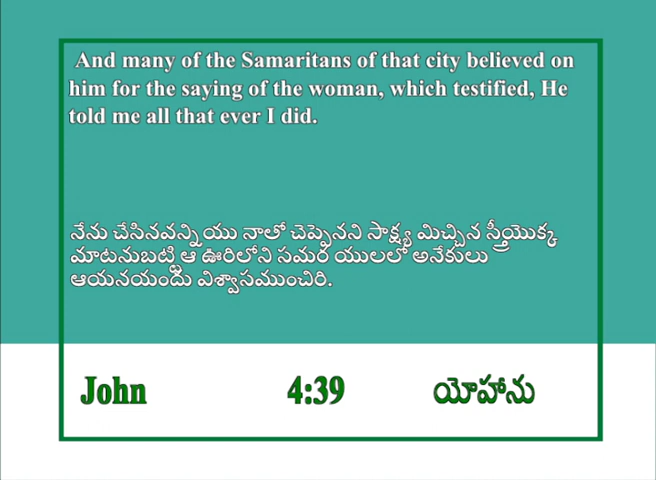 And many of the Samaritans of that city believed on
him for the saying of the woman, which testified, He
told me all that ever I did.
నేను చేసినవన్నియు నాలో చెప్పెనని సాక్ష్య మిచ్చిన స్త్రీయొక్క
మాటనుబట్టి ఆ ఊరిలోని సమర యులలో అనేకులు
ఆయనయందు విశ్వాసముంచిరి.
John 4:39 యోహాను